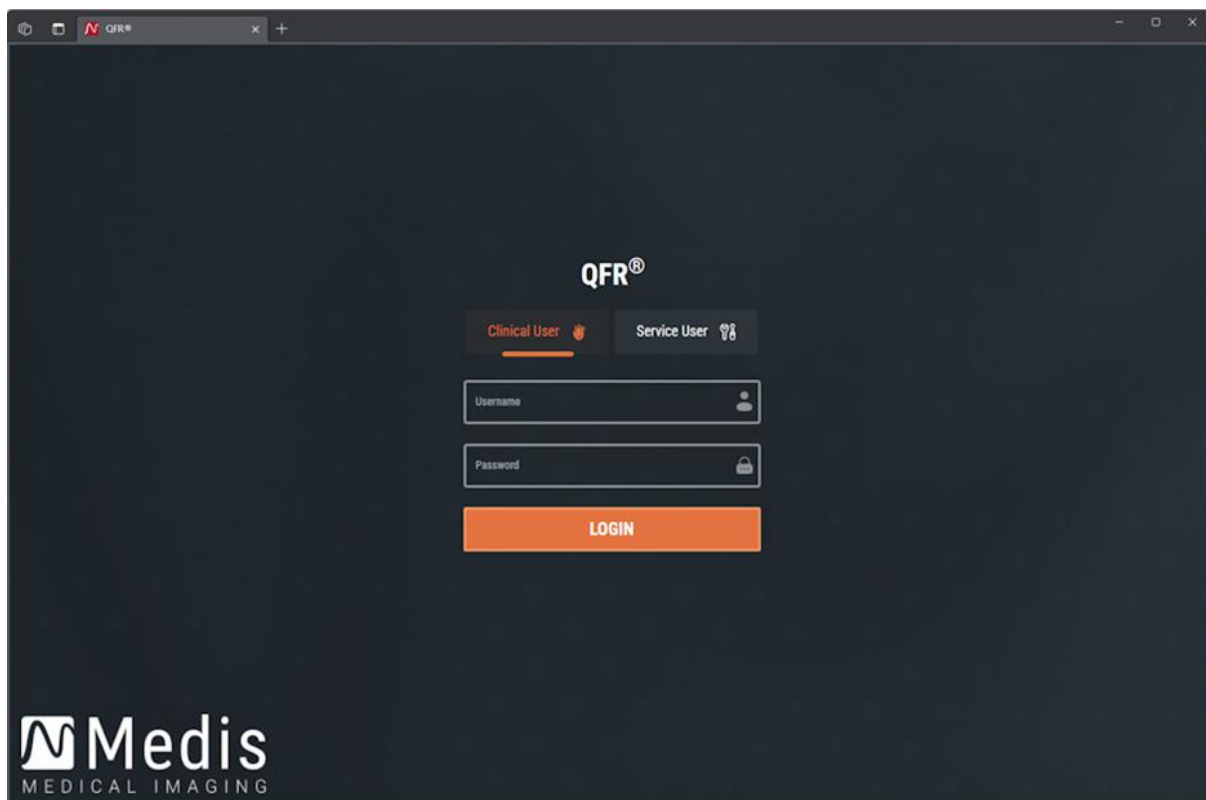 QFR®
QFR®
Clinical User
Service User
Username
Password
LOGIN
Medis
MEDICAL IMAGING